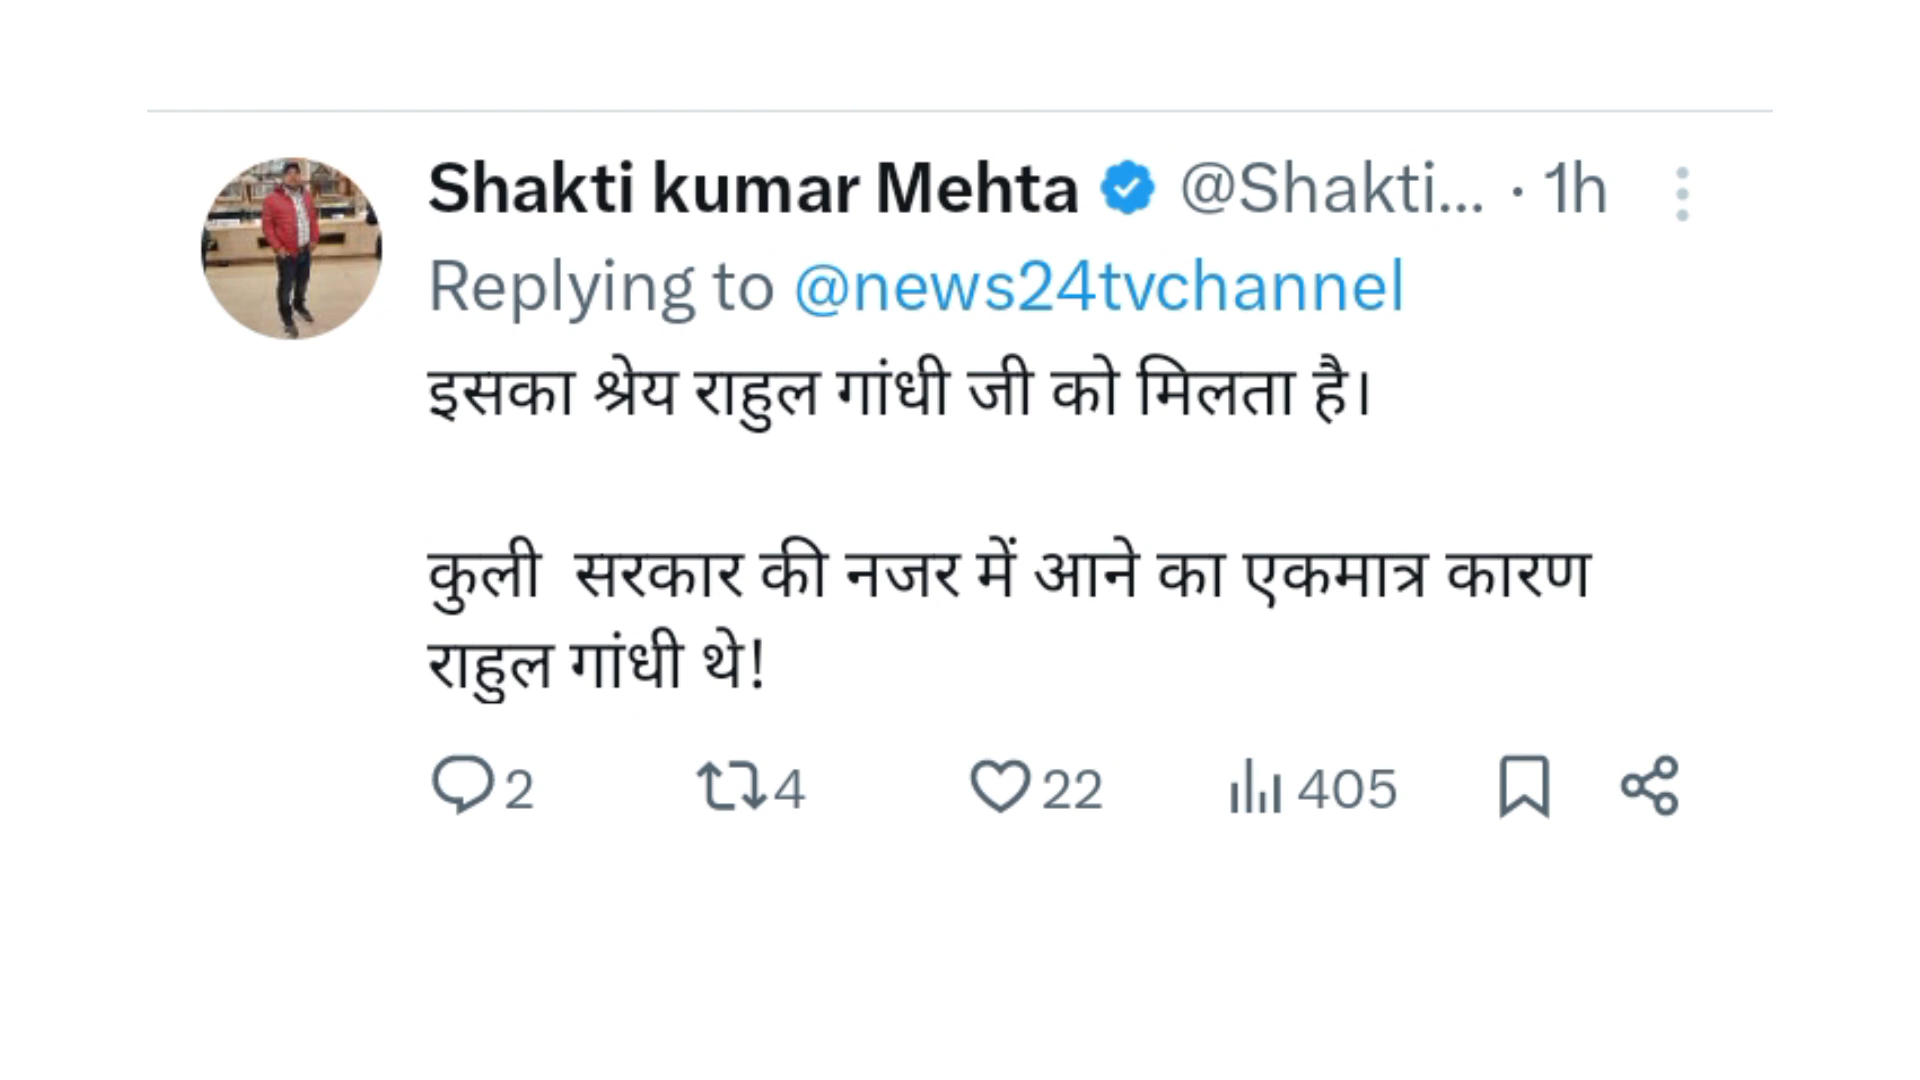 Shakti kumar Mehta @Shakti... · 1h
Replying to @news24tvchannel
इसका श्रेय राहुल गांधी जी को मिलता है।
कुली सरकार की नजर में आने का एकमात्र कारण
राहुल गांधी थे!
2 4 22 405